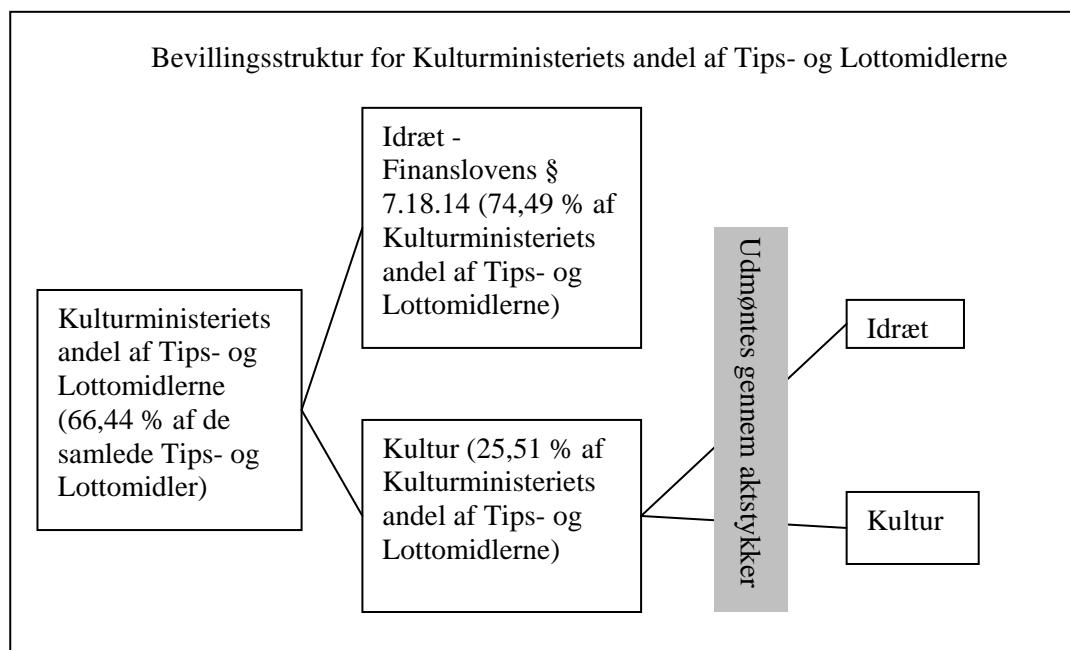 Bevillingsstruktur for Kulturministeriets andel af Tips- og Lottomidlerne
Kulturministeriets
andel af Tips- og
Lottomidlerne
(66,44 % af de
samlede Tips- og
Lottomidler)
Idræt -
Finanslovens §
7.18.14 (74,49 % af
Kulturministeriets
andel af Tips- og
Lottomidlerne)
Kultur (25,51 % af
Kulturministeriets
andel af Tips- og
Lottomidlerne)
Udmøntes gennem aktstykker
Idræt
Kultur